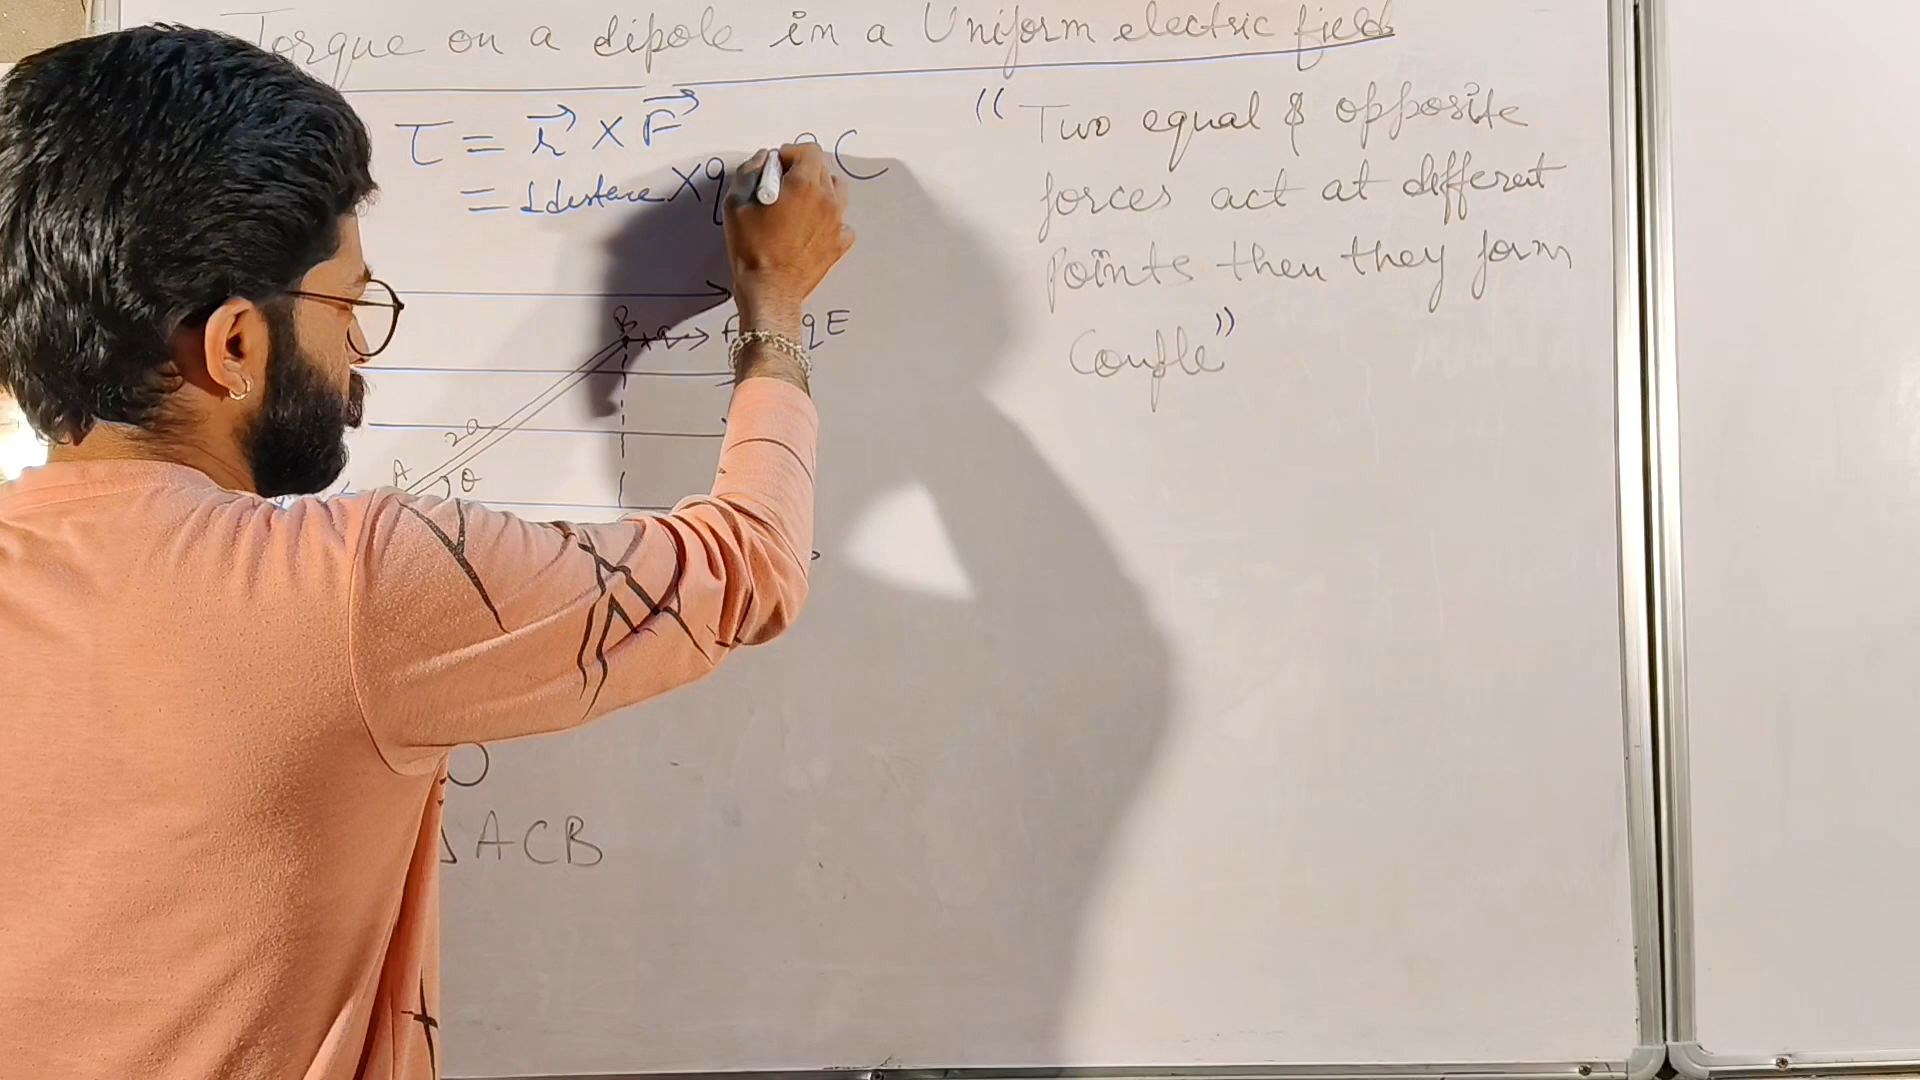 Torque on a dipole in a Uniform electric field
τ = r⃗ × F⃗
= ⊥distance × q
"Two equal & opposite
forces act at different
points then they form
Couple"
B
+q → F qE
2a
A
θ
ACB